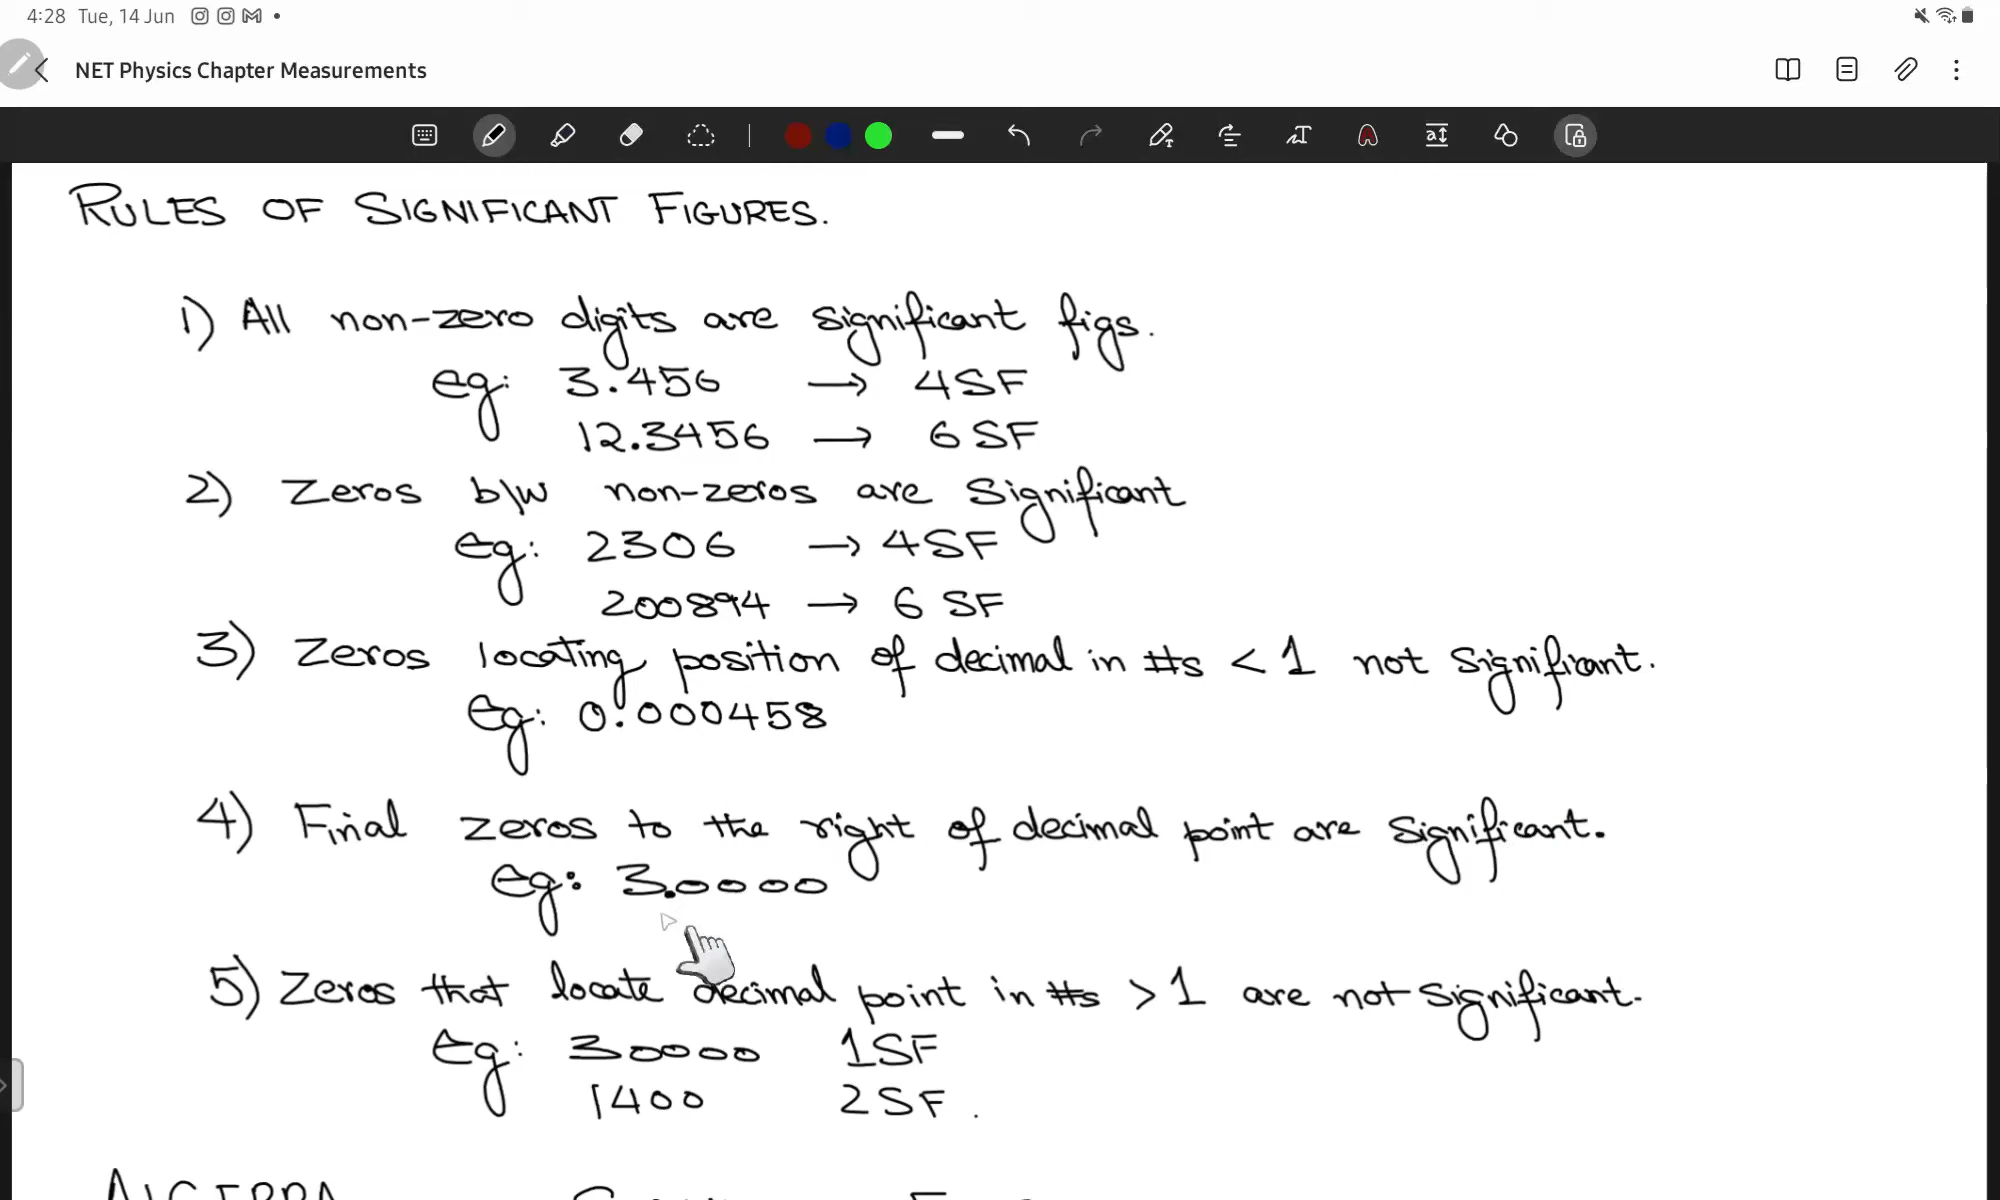 4:28 Tue, 14 Jun
NET Physics Chapter Measurements
RULES OF SIGNIFICANT FIGURES.
1) All non-zero digits are significant figs.
eg: 3.456 → 4SF
12.3456 → 6 SF
2) Zeros b/w non-zeros are significant
eg: 2306 → 4SF
200894 → 6 SF
3) Zeros locating position of decimal in #s < 1 not significant.
Eg: 0.000458
4) Final zeros to the right of decimal point are significant.
eg: 3.0000
5) Zeros that locate decimal point in #s > 1 are not significant.
Eg: 30000 1SF
1400 2SF.
ALGEBRA